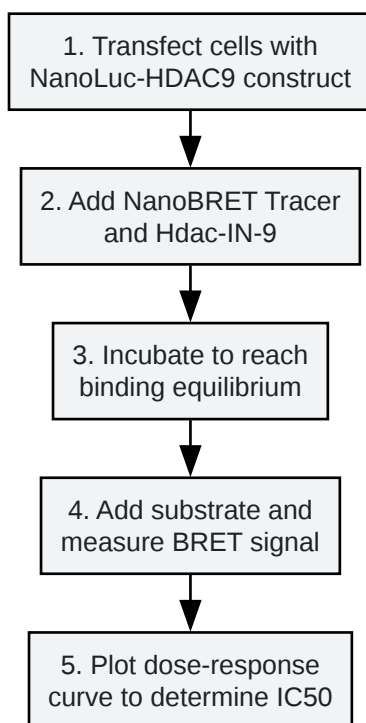 1. Transfect cells with
NanoLuc-HDAC9 construct
2. Add NanoBRET Tracer
and Hdac-IN-9
3. Incubate to reach
binding equilibrium
4. Add substrate and
measure BRET signal
5. Plot dose-response
curve to determine IC50